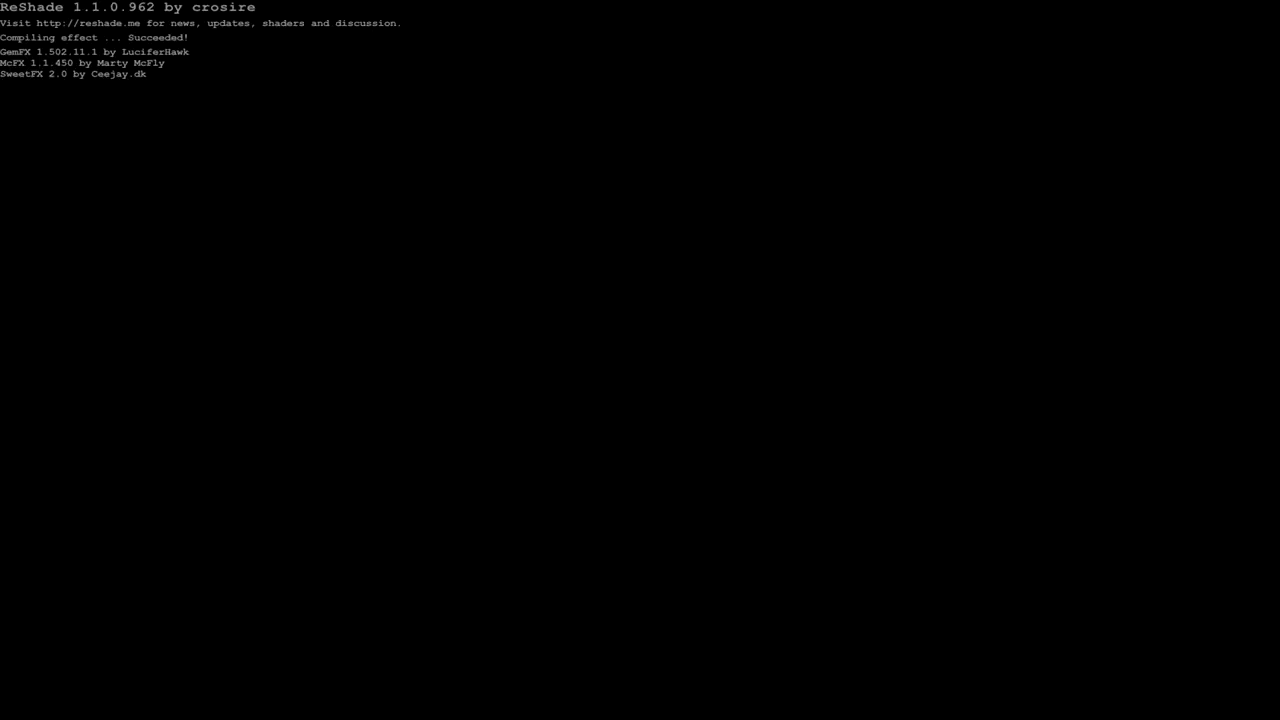 ReShade 1.1.0.962 by crosire
Visit http://reshade.me for news, updates, shaders and discussion.
Compiling effect ... Succeeded!
GemFX 1.502.11.1 by LuciferHawk
McFX 1.1.450 by Marty McFly
SweetFX 2.0 by Ceejay.dk